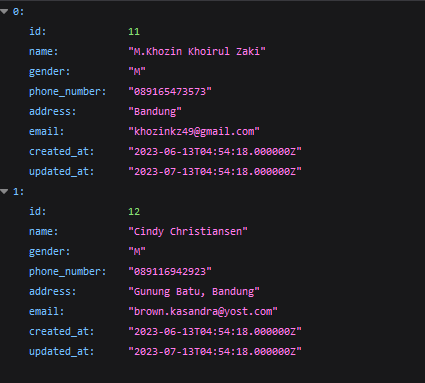 0:
id: 11
name: "M.Khozin Khoirul Zaki"
gender: "M"
phone_number: "089165473573"
address: "Bandung"
email: "khozinkz49@gmail.com"
created_at: "2023-06-13T04:54:18.000000Z"
updated_at: "2023-07-13T04:54:18.000000Z"
1:
id: 12
name: "Cindy Christiansen"
gender: "M"
phone_number: "089116942923"
address: "Gunung Batu, Bandung"
email: "brown.kasandra@yost.com"
created_at: "2023-06-13T04:54:18.000000Z"
updated_at: "2023-07-13T04:54:18.000000Z"